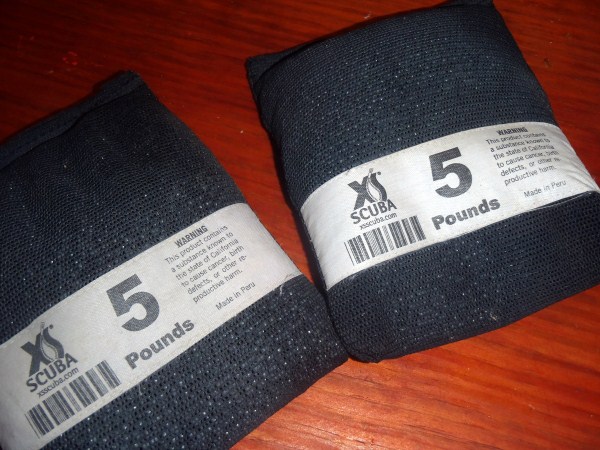 XS
SCUBA
xsscuba.com
5
Pounds
WARNING
This product contains
a substance known to
the state of California
to cause cancer, birth
defects, or other re-
productive harm.
Made in Peru
XS
SCUBA
xsscuba.com
5
Pounds
WARNING
This product contains
a substance known to
the state of California
to cause cancer, birth
defects, or other re-
productive harm.
Made in Peru